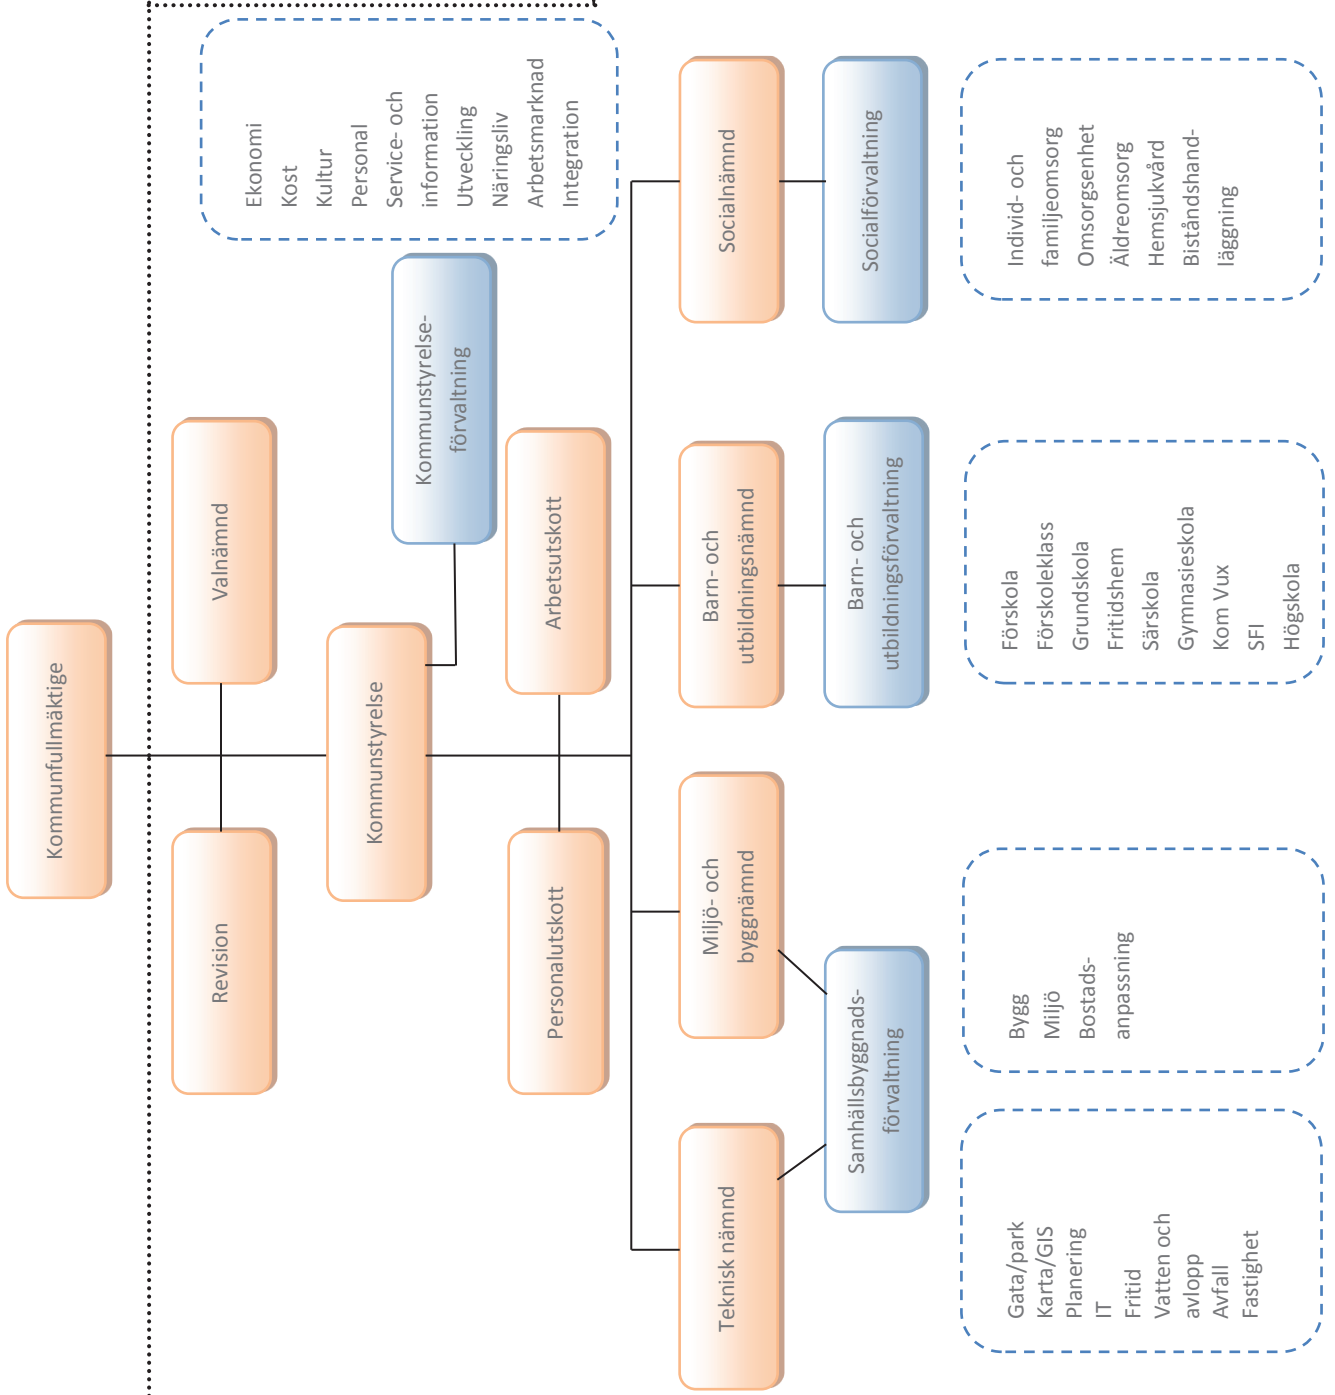 Kommunfullmäktige
Revision
Valnämnd
Kommunstyrelse
Kommunstyrelse-
förvaltning
Ekonomi
Kost
Kultur
Personal
Service- och
information
Utveckling
Näringsliv
Arbetsmarknad
Integration
Personalutskott
Arbetsutskott
Teknisk nämnd
Miljö- och
byggnämnd
Barn- och
utbildningsnämnd
Socialnämnd
Samhällsbyggnads-
förvaltning
Barn- och
utbildningsförvaltning
Socialförvaltning
Gata/park
Karta/GIS
Planering
IT
Fritid
Vatten och
avlopp
Avfall
Fastighet
Bygg
Miljö
Bostads-
anpassning
Förskola
Förskoleklass
Grundskola
Fritidshem
Särskola
Gymnasieskola
Kom Vux
SFI
Högskola
Individ- och
familjeomsorg
Omsorgsenhet
Äldreomsorg
Hemsjukvård
Biståndshand-
läggning